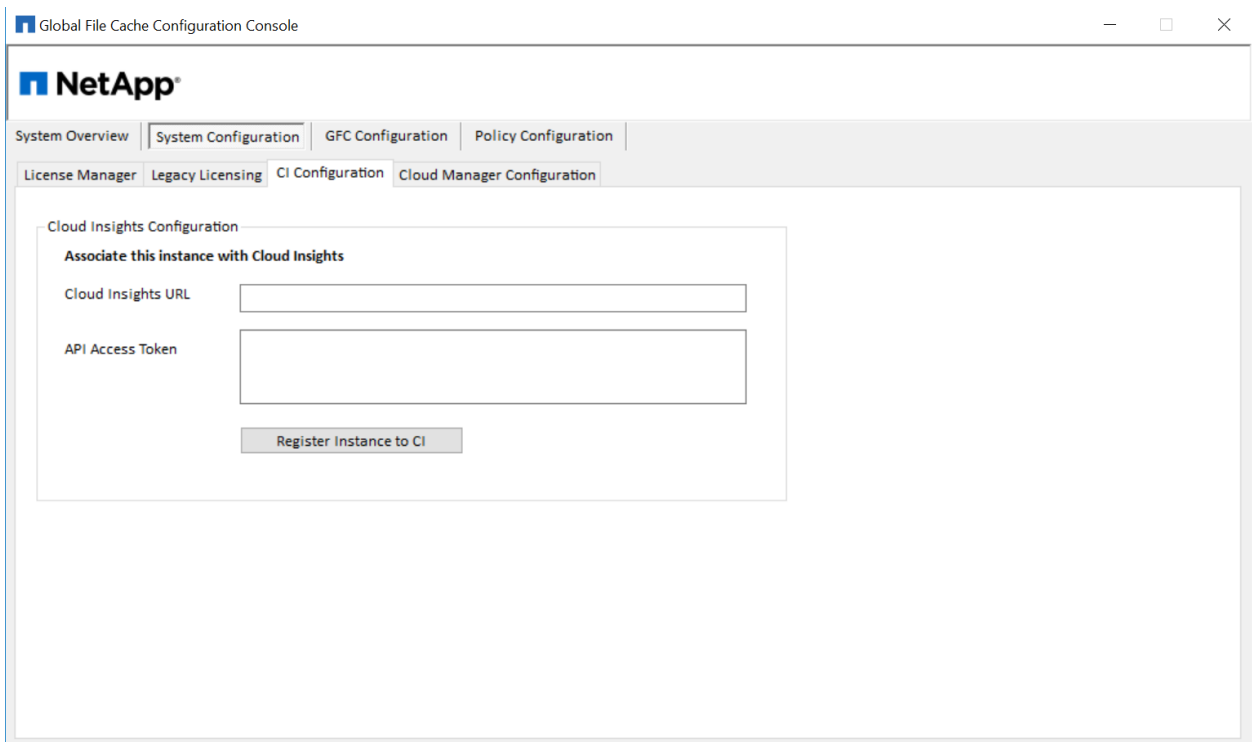 Global File Cache Configuration Console
NetApp®
System Overview System Configuration GFC Configuration Policy Configuration
License Manager Legacy Licensing CI Configuration Cloud Manager Configuration
Cloud Insights Configuration
Associate this instance with Cloud Insights
Cloud Insights URL
API Access Token
Register Instance to CI